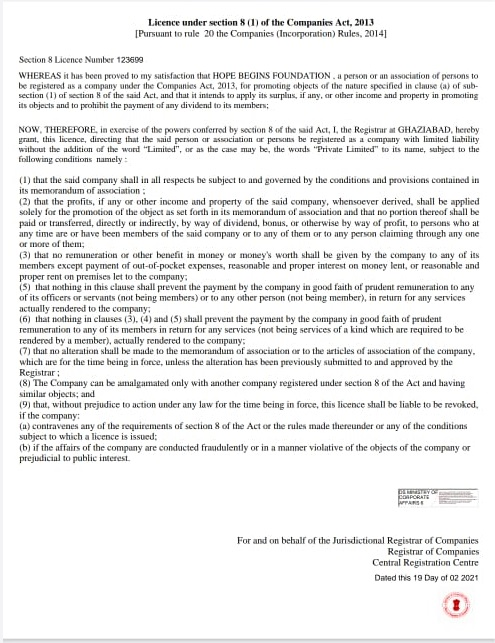 Licence under section 8 (1) of the Companies Act, 2013
[Pursuant to rule 20 the Companies (Incorporation) Rules, 2014]
Section 8 Licence Number 123699
WHEREAS it has been proved to my satisfaction that HOPE BEGINS FOUNDATION , a person or an association of persons to
be registered as a company under the Companies Act, 2013, for promoting objects of the nature specified in clause (a) of sub-
section (1) of section 8 of the said Act, and that it intends to apply its surplus, if any, or other income and property in promoting
its objects and to prohibit the payment of any dividend to its members;
NOW, THEREFORE, in exercise of the powers conferred by section 8 of the said Act, I, the Registrar at GHAZIABAD, hereby
grant, this licence, directing that the said person or association or persons be registered as a company with limited liability
without the addition of the word "Limited", or as the case may be, the words "Private Limited" to its name, subject to the
following conditions namely :
(1) that the said company shall in all respects be subject to and governed by the conditions and provisions contained in
its memorandum of association ;
(2) that the profits, if any or other income and property of the said company, whensoever derived, shall be applied
solely for the promotion of the object as set forth in its memorandum of association and that no portion thereof shall be
paid or transferred, directly or indirectly, by way of dividend, bonus, or otherwise by way of profit, to persons who at
any time are or have been members of the said company or to any of them or to any person claiming through any one
or more of them;
(3) that no remuneration or other benefit in money or money's worth shall be given by the company to any of its
members except payment of out-of-pocket expenses, reasonable and proper interest on money lent, or reasonable and
proper rent on premises let to the company;
(5) that nothing in this clause shall prevent the payment by the company in good faith of prudent remuneration to any
of its officers or servants (not being members) or to any other person (not being member), in return for any services
actually rendered to the company;
(6) that nothing in clauses (3), (4) and (5) shall prevent the payment by the company in good faith of prudent
remuneration to any of its members in return for any services (not being services of a kind which are required to be
rendered by a member), actually rendered to the company;
(7) that no alteration shall be made to the memorandum of association or to the articles of association of the company,
which are for the time being in force, unless the alteration has been previously submitted to and approved by the
Registrar ;
(8) The Company can be amalgamated only with another company registered under section 8 of the Act and having
similar objects; and
(9) that, without prejudice to action under any law for the time being in force, this licence shall be liable to be revoked,
if the company:
(a) contravenes any of the requirements of section 8 of the Act or the rules made thereunder or any of the conditions
subject to which a licence is issued;
(b) if the affairs of the company are conducted fraudulently or in a manner violative of the objects of the company or
prejudicial to public interest.
DS MINISTRY OF
CORPORATE
AFFAIRS 8
For and on behalf of the Jurisdictional Registrar of Companies
Registrar of Companies
Central Registration Centre
Dated this 19 Day of 02 2021